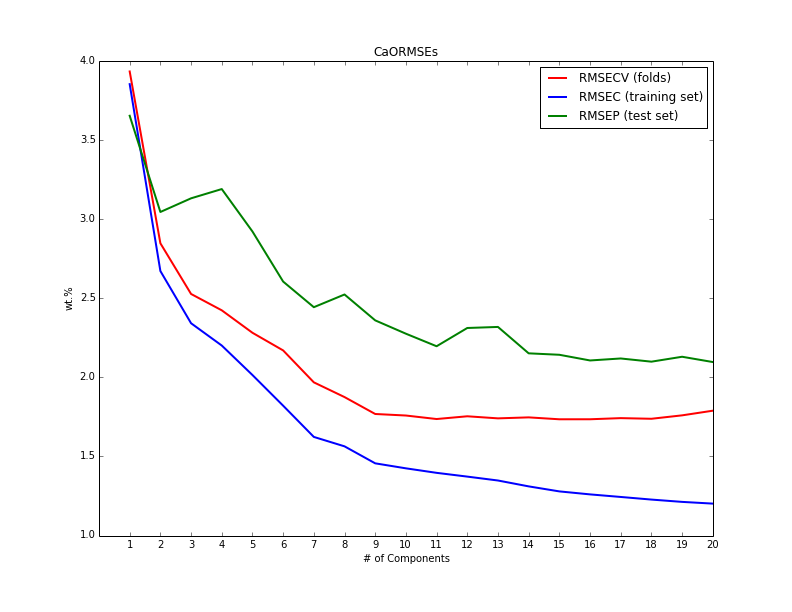 CaORMSEs
4.0
3.5
3.0
2.5
2.0
1.5
1.0
wt.%
RMSECV (folds)
RMSEC (training set)
RMSEP (test set)
1 2 3 4 5 6 7 8 9 10 11 12 13 14 15 16 17 18 19 20
# of Components